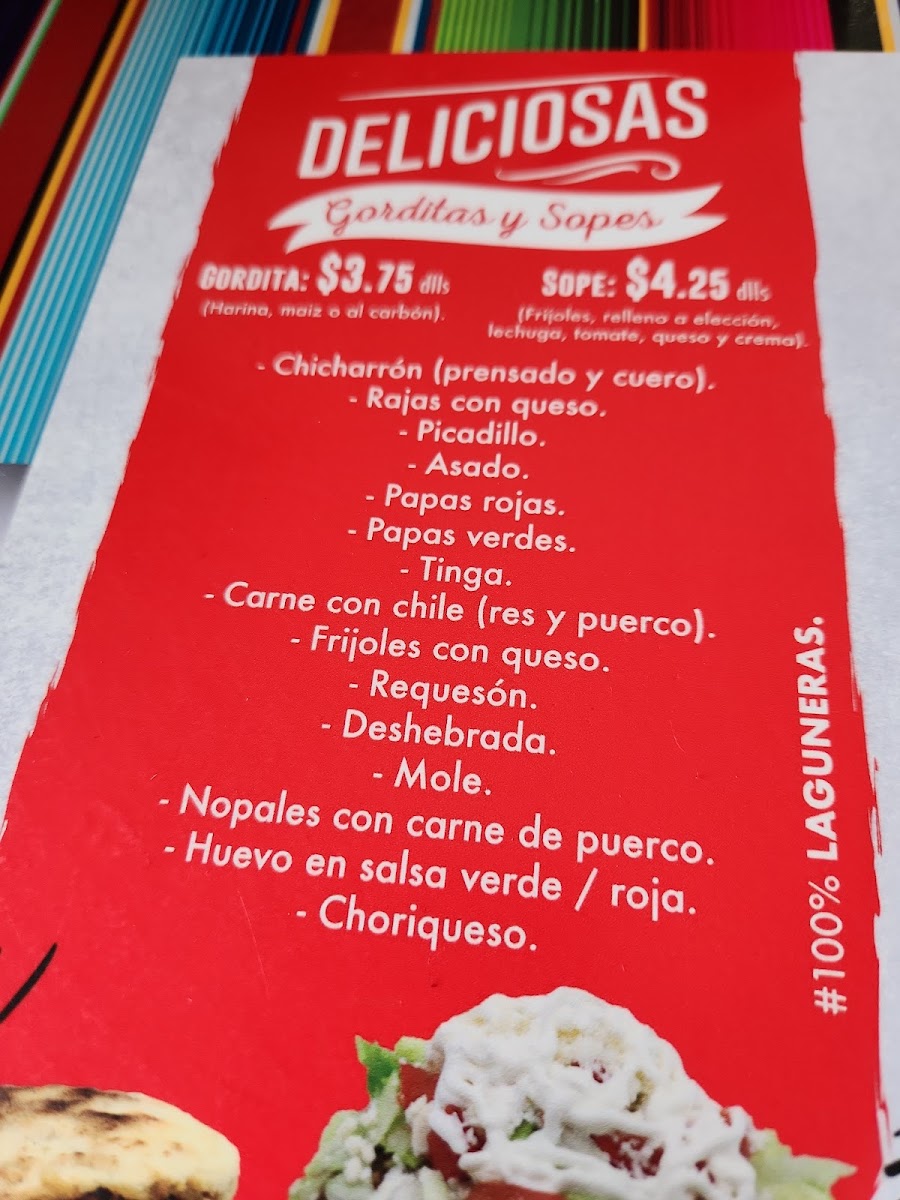 DELICIOSAS
Gorditas y Sopes
GORDITA: $3.75 dlls
(Harina, maiz o al carbón).
SOPE: $4.25 dlls
(Frijoles, relleno a elección,
lechuga, tomate, queso y crema).
- Chicharrón (prensado y cuero).
- Rajas con queso.
- Picadillo.
- Asado.
- Papas rojas.
- Papas verdes.
- Tinga.
- Carne con chile (res y puerco).
- Frijoles con queso.
- Requesón.
- Deshebrada.
- Mole.
- Nopales con carne de puerco.
- Huevo en salsa verde / roja.
- Choriqueso.
#100% LAGUNERAS.